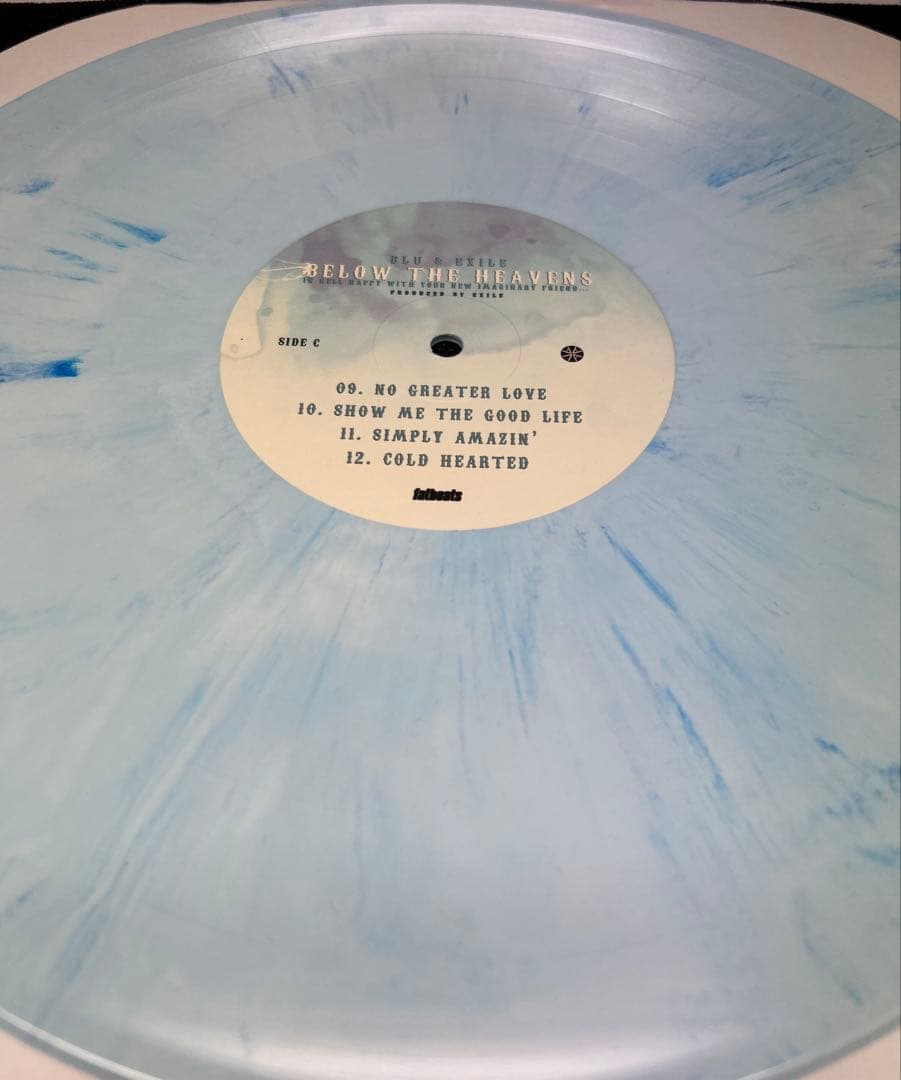 BLU & EXILE
BELOW THE HEAVENS
IN HELL HAPPY WITH YOUR NEW IMAGINARY FRIEND...
PRODUCED BY EXILE
SIDE C
09. NO GREATER LOVE
10. SHOW ME THE GOOD LIFE
11. SIMPLY AMAZIN'
12. COLD HEARTED
fatbeats